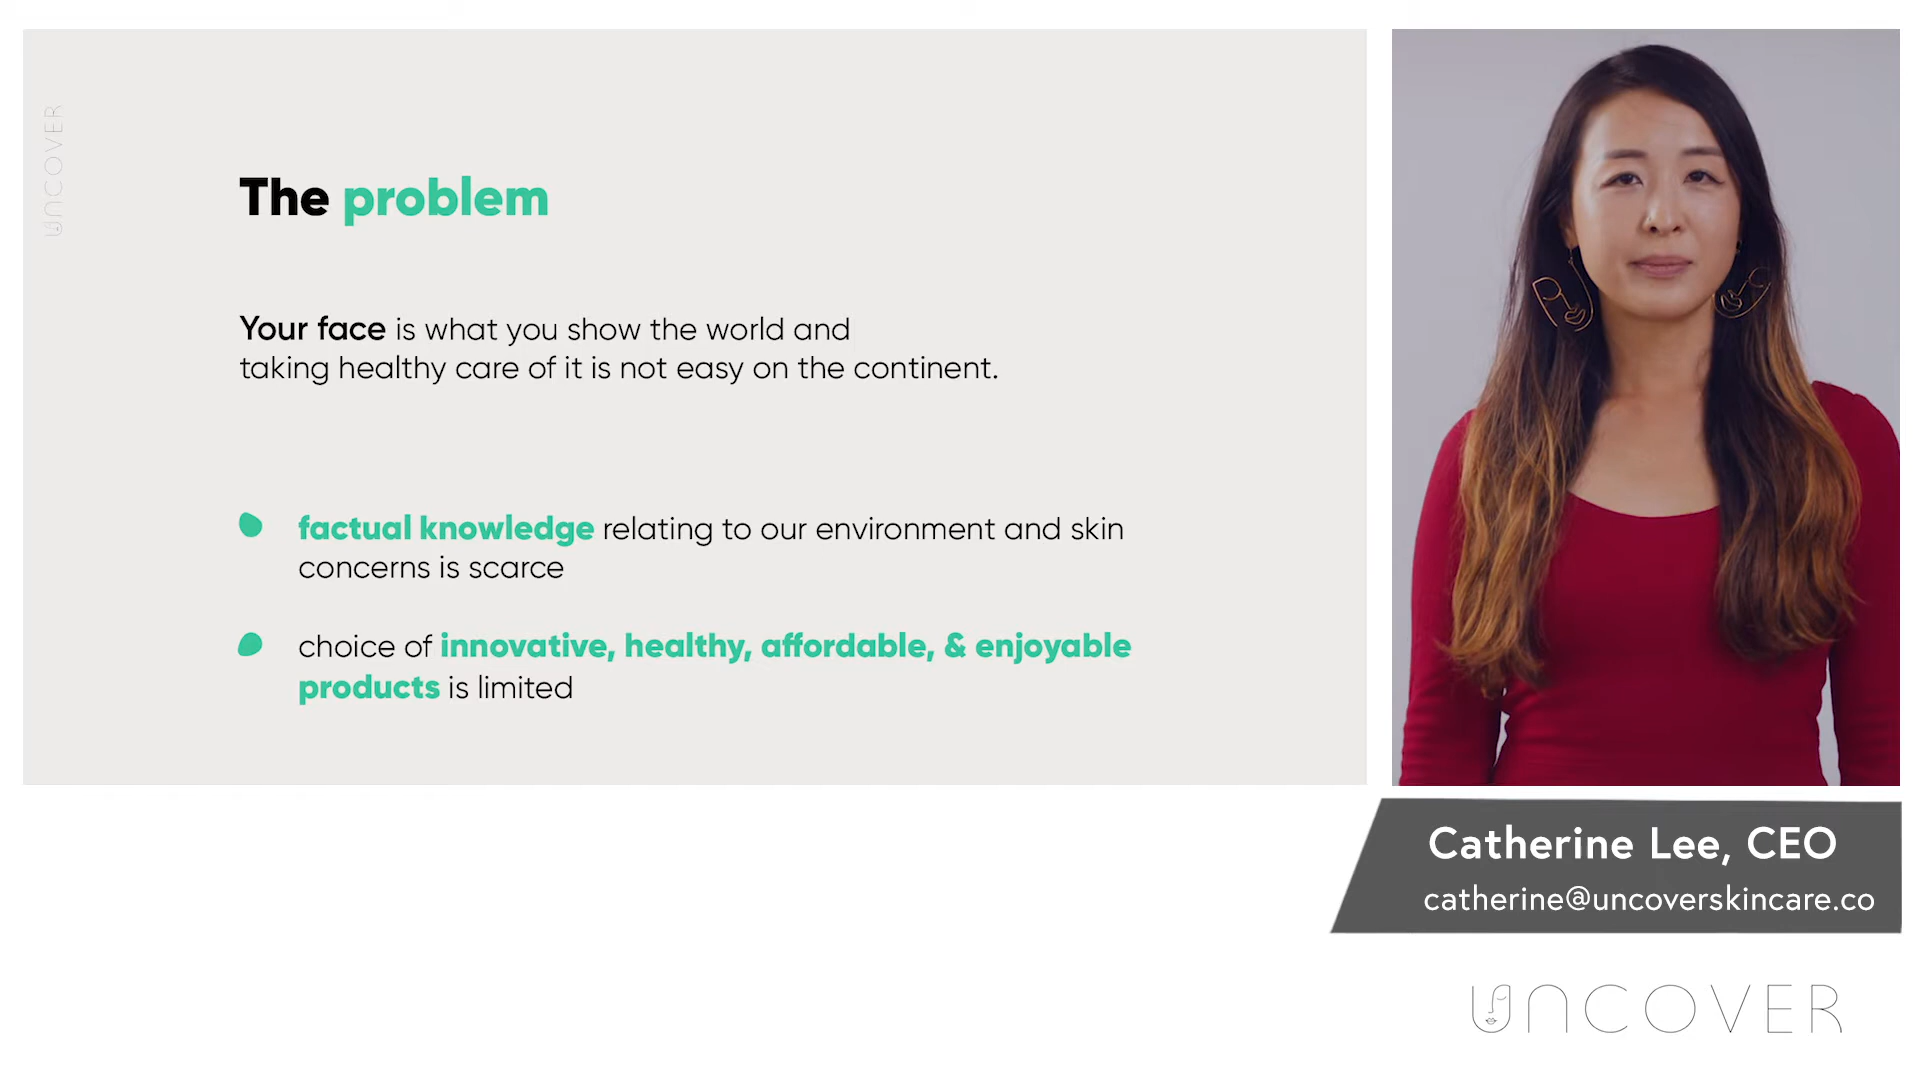 UNCOVER
The problem
Your face is what you show the world and
taking healthy care of it is not easy on the continent.
factual knowledge relating to our environment and skin
concerns is scarce
choice of innovative, healthy, affordable, & enjoyable
products is limited
Catherine Lee, CEO
catherine@uncoverskincare.co
UNCOVER